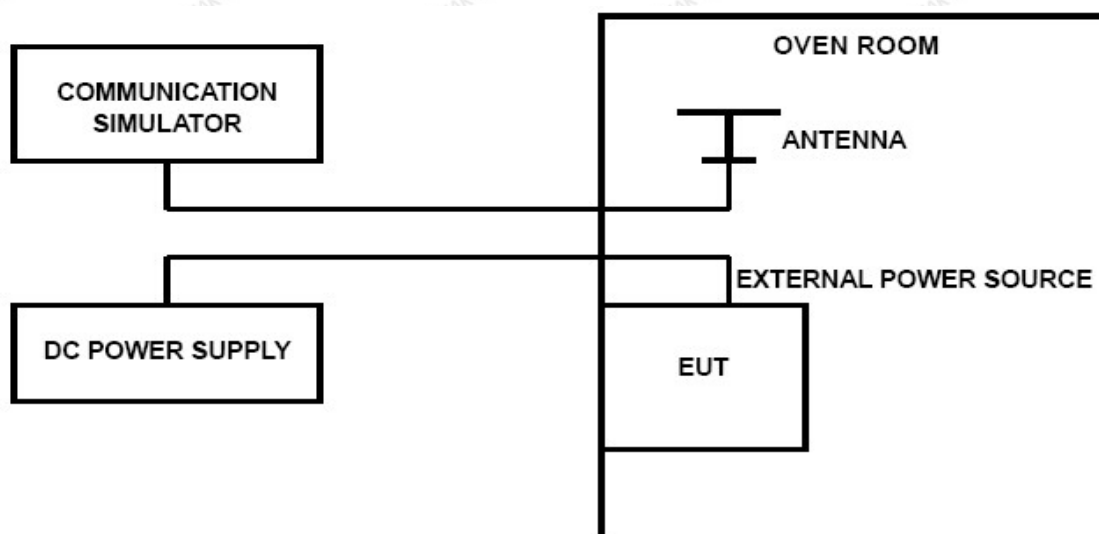 OVEN ROOM
COMMUNICATION
SIMULATOR
ANTENNA
EXTERNAL POWER SOURCE
DC POWER SUPPLY
EUT